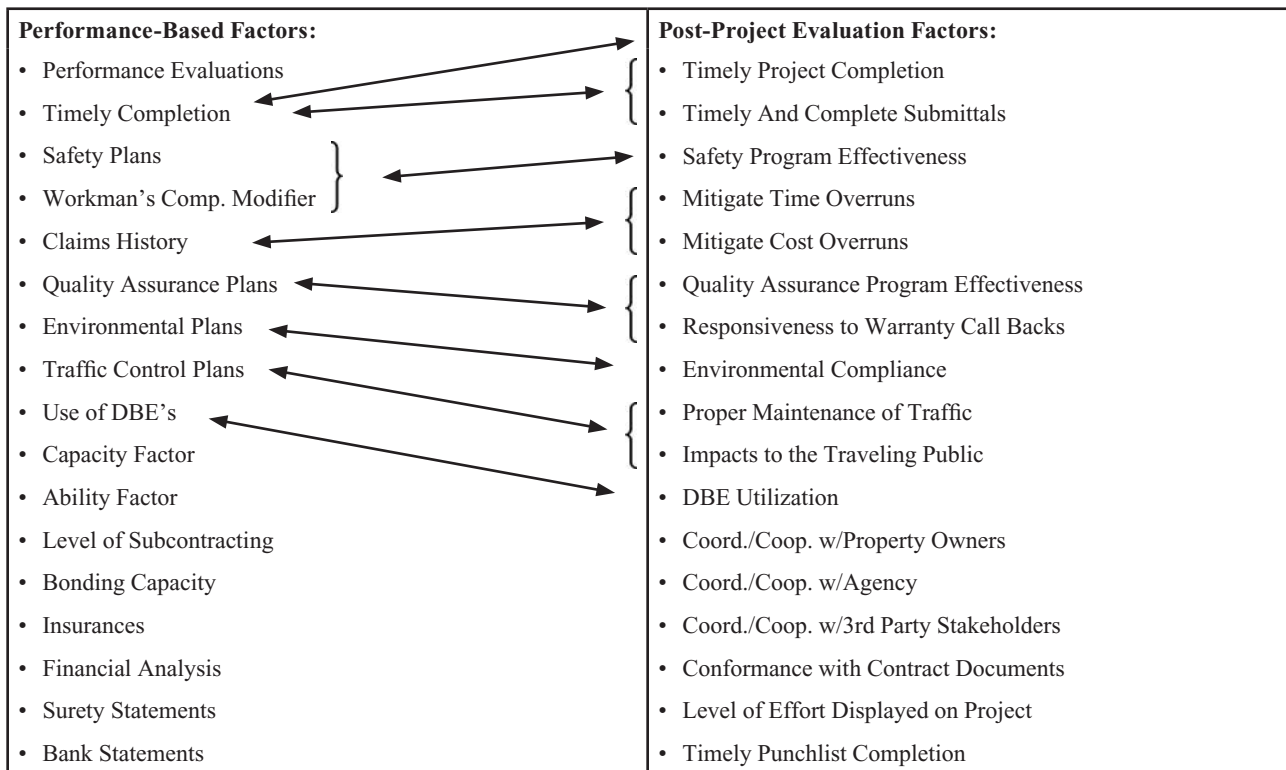 Performance-Based Factors:
• Performance Evaluations
• Timely Completion
• Safety Plans
• Workman’s Comp. Modifier
• Claims History
• Quality Assurance Plans
• Environmental Plans
• Traffic Control Plans
• Use of DBE’s
• Capacity Factor
• Ability Factor
• Level of Subcontracting
• Bonding Capacity
• Insurances
• Financial Analysis
• Surety Statements
• Bank Statements
Post-Project Evaluation Factors:
• Timely Project Completion
• Timely And Complete Submittals
• Safety Program Effectiveness
• Mitigate Time Overruns
• Mitigate Cost Overruns
• Quality Assurance Program Effectiveness
• Responsiveness to Warranty Call Backs
• Environmental Compliance
• Proper Maintenance of Traffic
• Impacts to the Traveling Public
• DBE Utilization
• Coord./Coop. w/Property Owners
• Coord./Coop. w/Agency
• Coord./Coop. w/3rd Party Stakeholders
• Conformance with Contract Documents
• Level of Effort Displayed on Project
• Timely Punchlist Completion